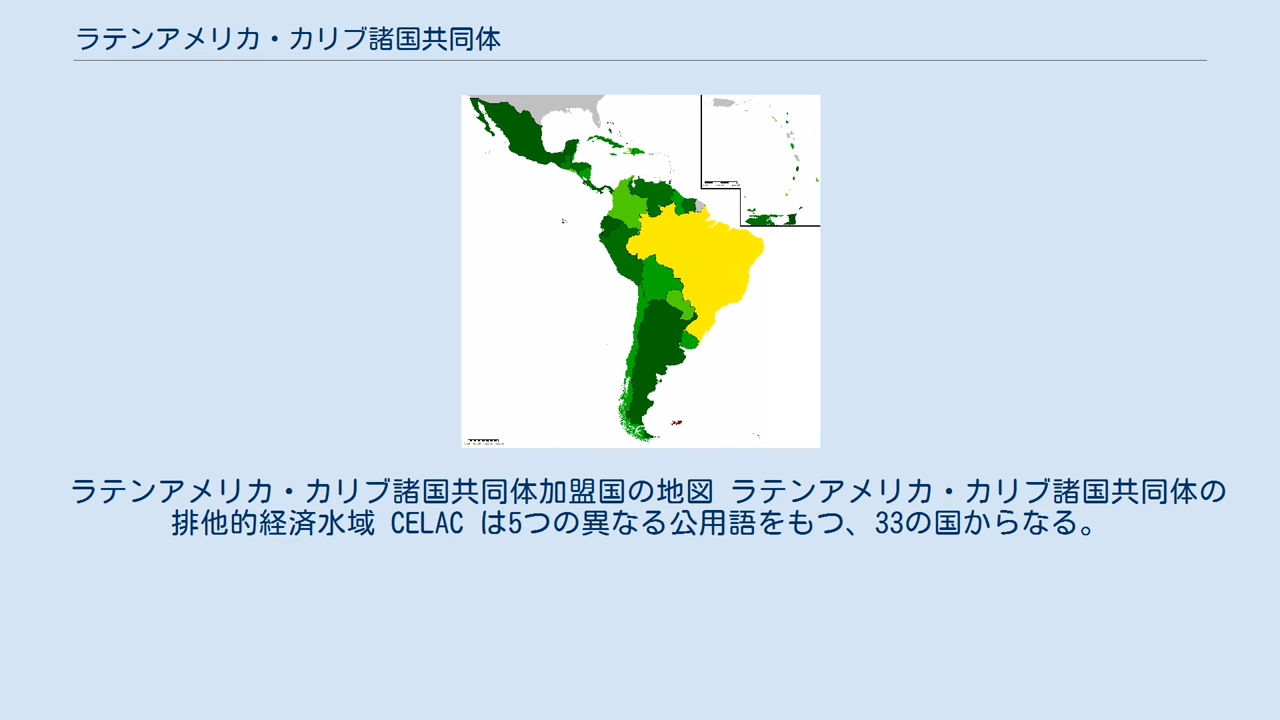 ラテンアメリカ・カリブ諸国共同体
ラテンアメリカ・カリブ諸国共同体加盟国の地図 ラテンアメリカ・カリブ諸国共同体の
排他的経済水域 CELAC は5つの異なる公用語をもつ、33の国からなる。